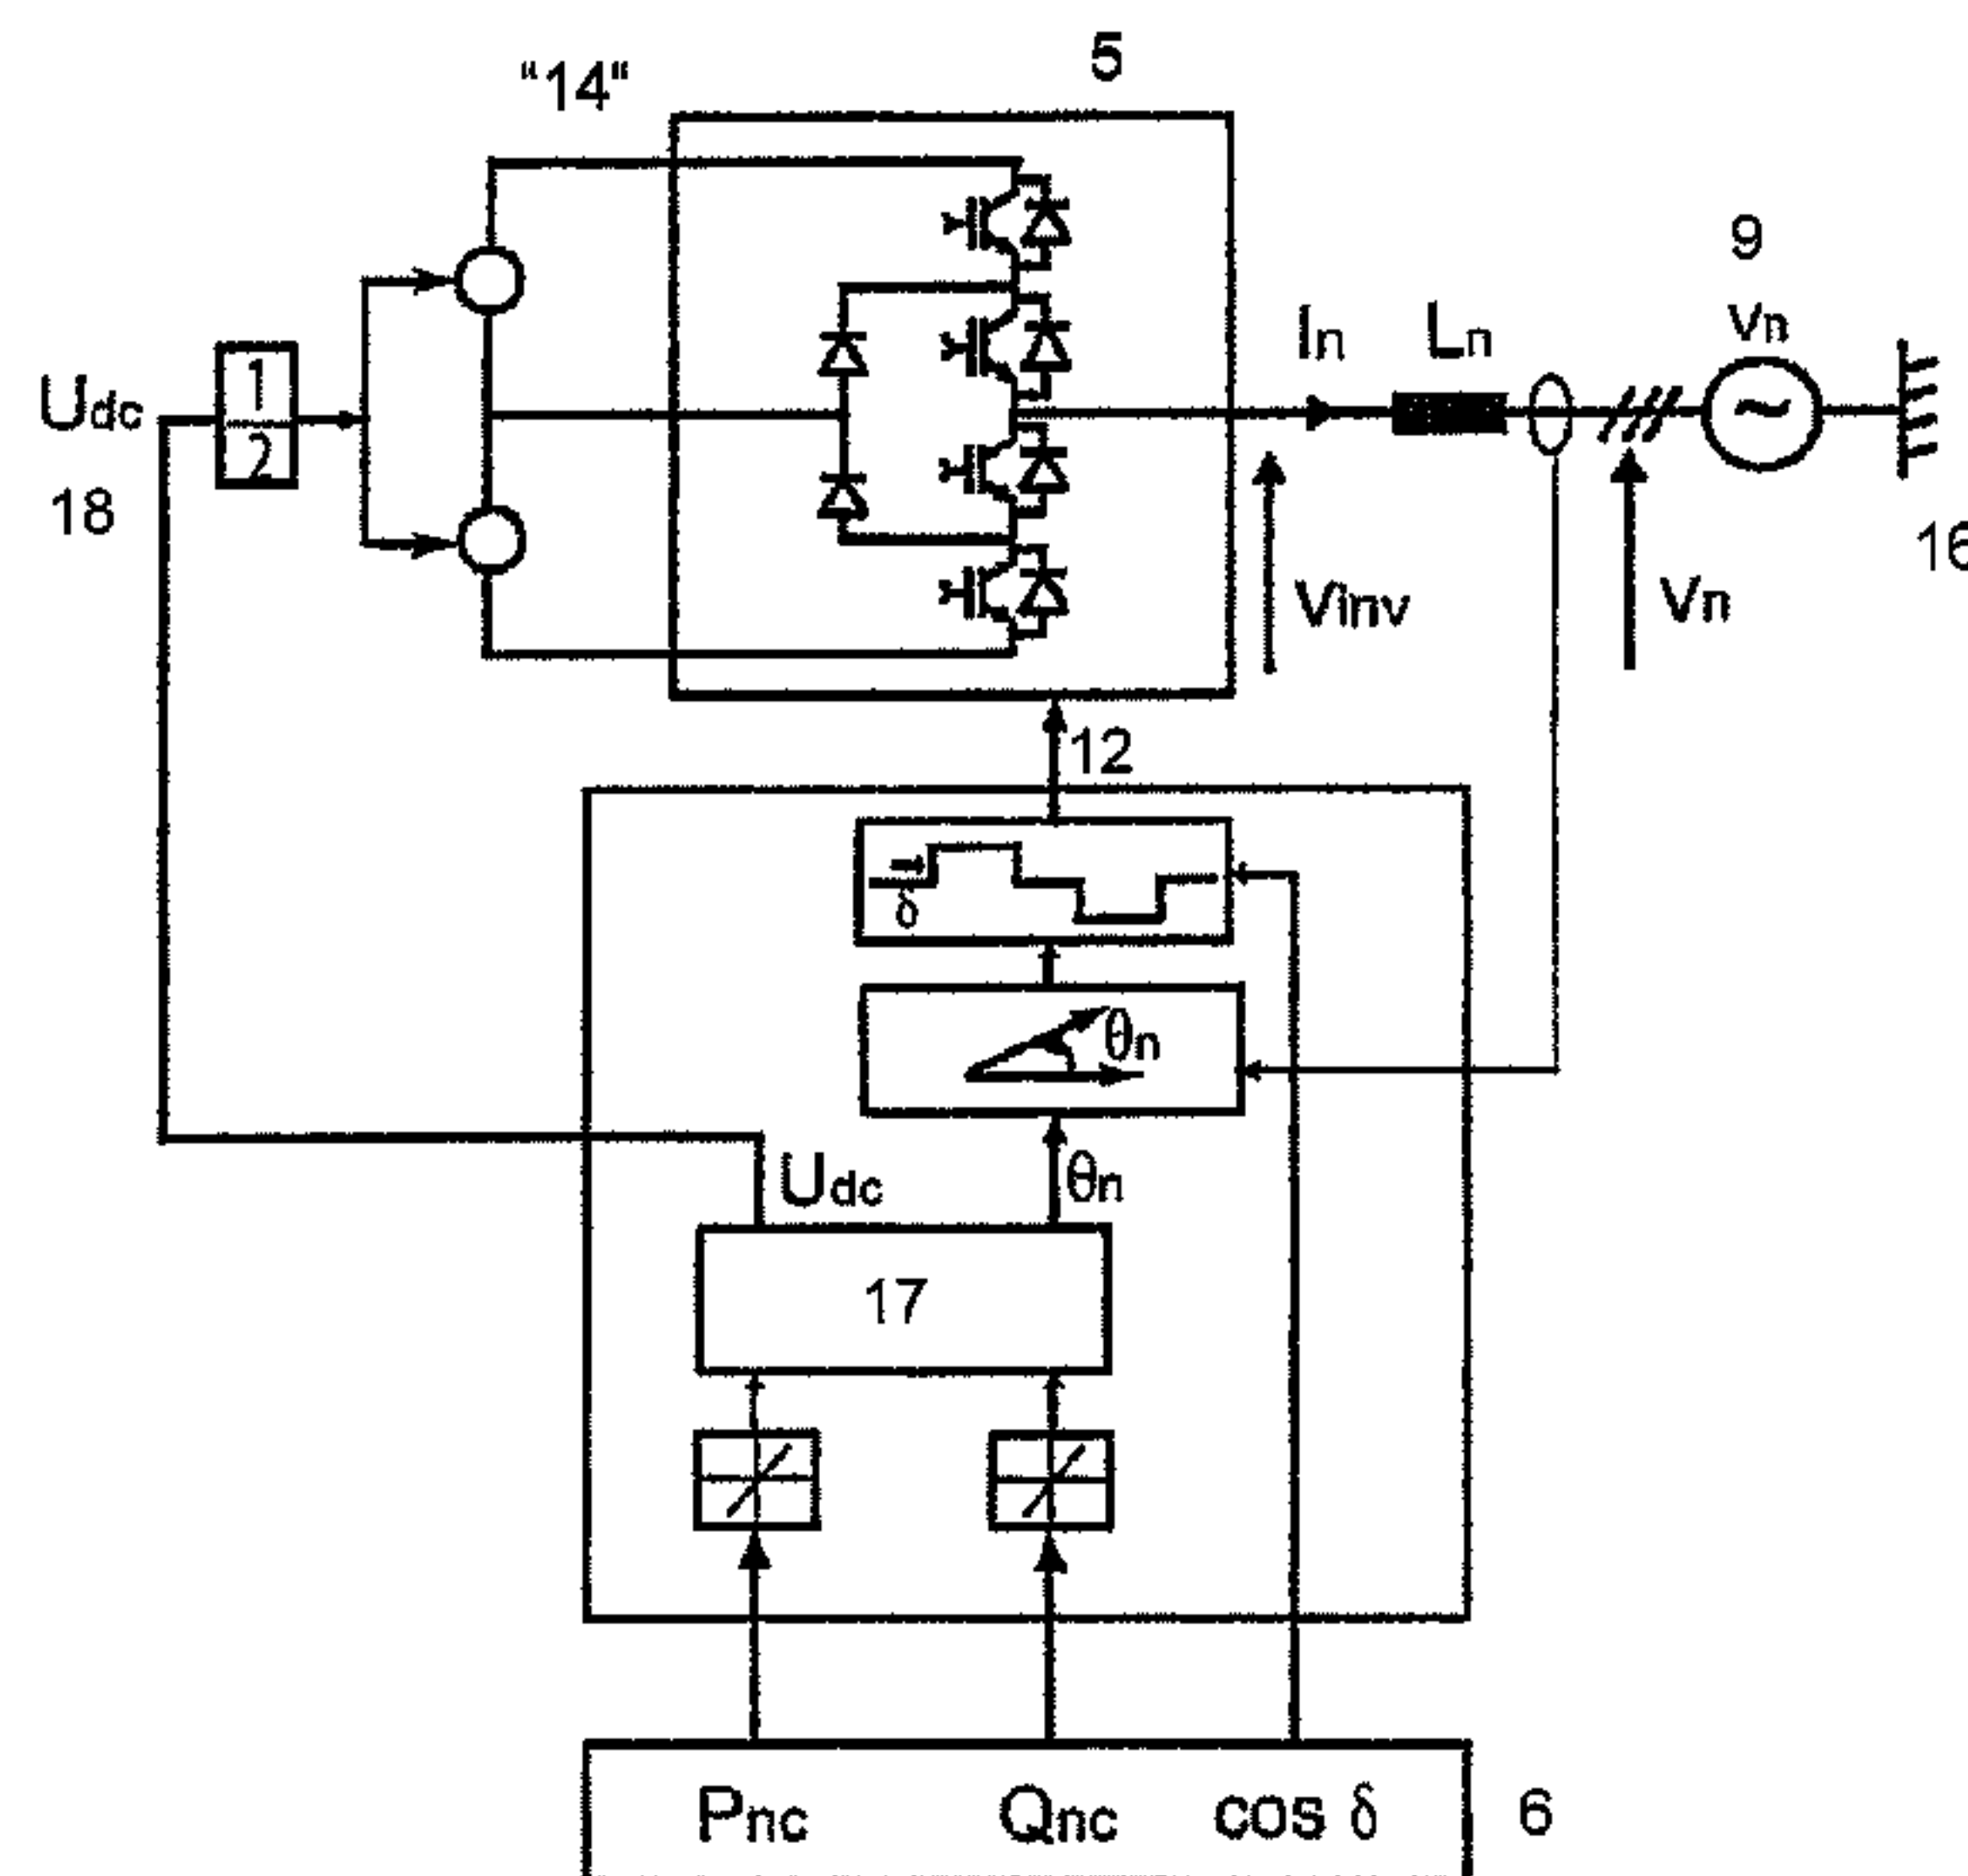 "14"
5
9
Vn
In
Ln
Udc
1
2
18
16
Vinv
Vn
12
δ
θn
Udc
θn
17
Pnc
Qnc
cos δ
6